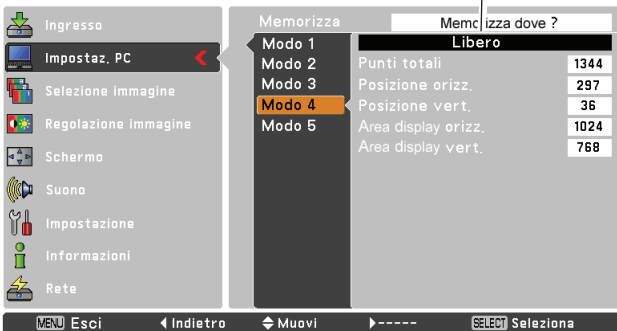 Ingresso
Impostaz. PC
Selezione immagine
Regolazione immagine
Schermo
Suono
Impostazione
Informazioni
Rete
Memorizza
Modo 1
Modo 2
Modo 3
Modo 4
Modo 5
Memorizza dove ?
Libero
Punti totali 1344
Posizione orizz. 297
Posizione vert. 36
Area display orizz. 1024
Area display vert. 768
MENU Esci Indietro Muovi ----- SELECT Seleziona